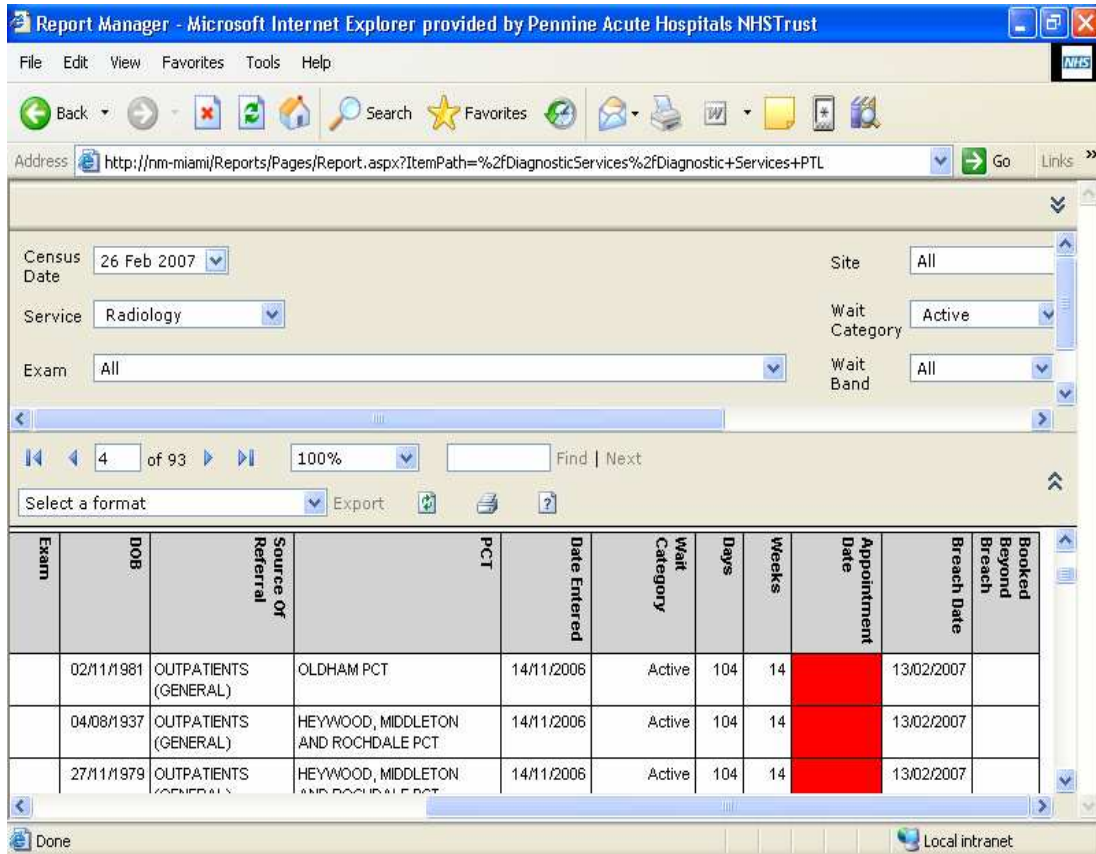 Report Manager - Microsoft Internet Explorer provided by Pennine Acute Hospitals NHSTrust
File Edit View Favorites Tools Help
NHS
Back Search Favorites
Address http://nm-miami/Reports/Pages/Report.aspx?ItemPath=%2fDiagnosticServices%2fDiagnostic+Services+PTL Go Links »
Census Date 26 Feb 2007 Site All
Service Radiology Wait Category Active
Exam All Wait Band All
4 of 93 100% Find | Next
Select a format Export
Exam DOB Source Of Referral PCT Date Entered Wait Category Days Weeks Appointment Date Breach Date Booked Beyond Breach
02/11/1981 OUTPATIENTS (GENERAL) OLDHAM PCT 14/11/2006 Active 104 14 13/02/2007
04/08/1937 OUTPATIENTS (GENERAL) HEYWOOD, MIDDLETON AND ROCHDALE PCT 14/11/2006 Active 104 14 13/02/2007
27/11/1979 OUTPATIENTS (GENERAL) HEYWOOD, MIDDLETON AND ROCHDALE PCT 14/11/2006 Active 104 14 13/02/2007
Done Local intranet